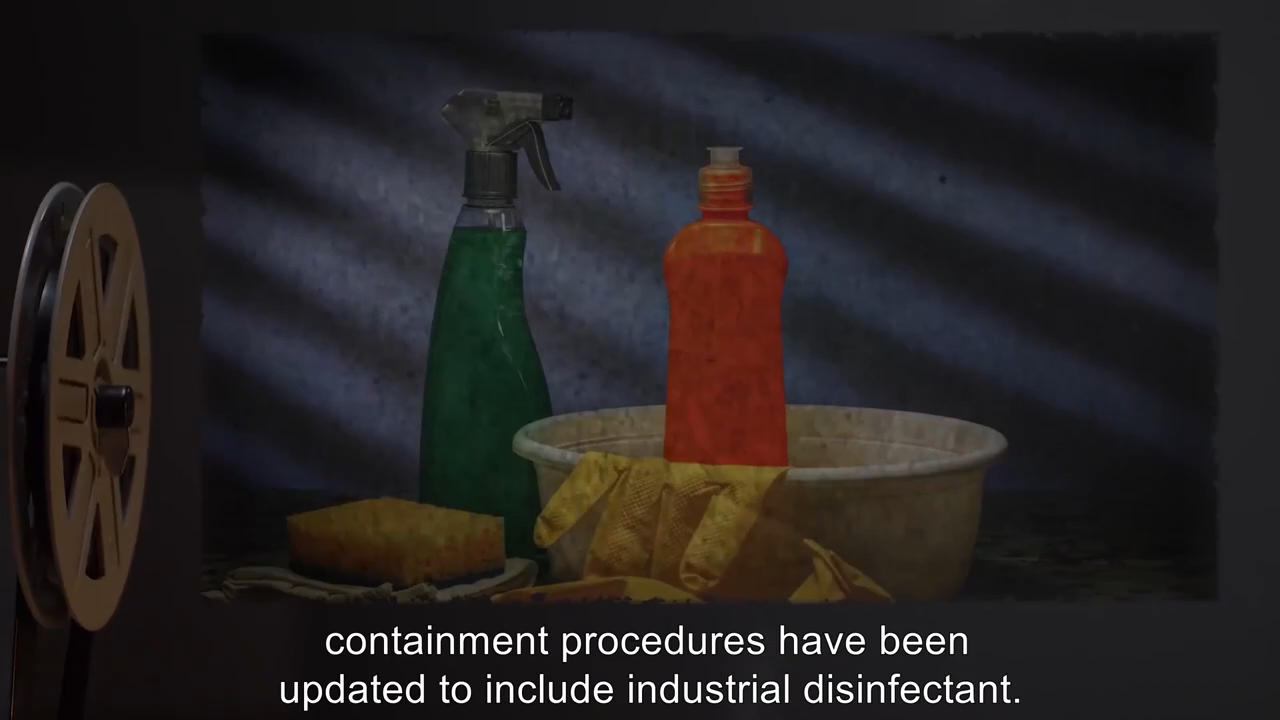 containment procedures have been
updated to include industrial disinfectant.